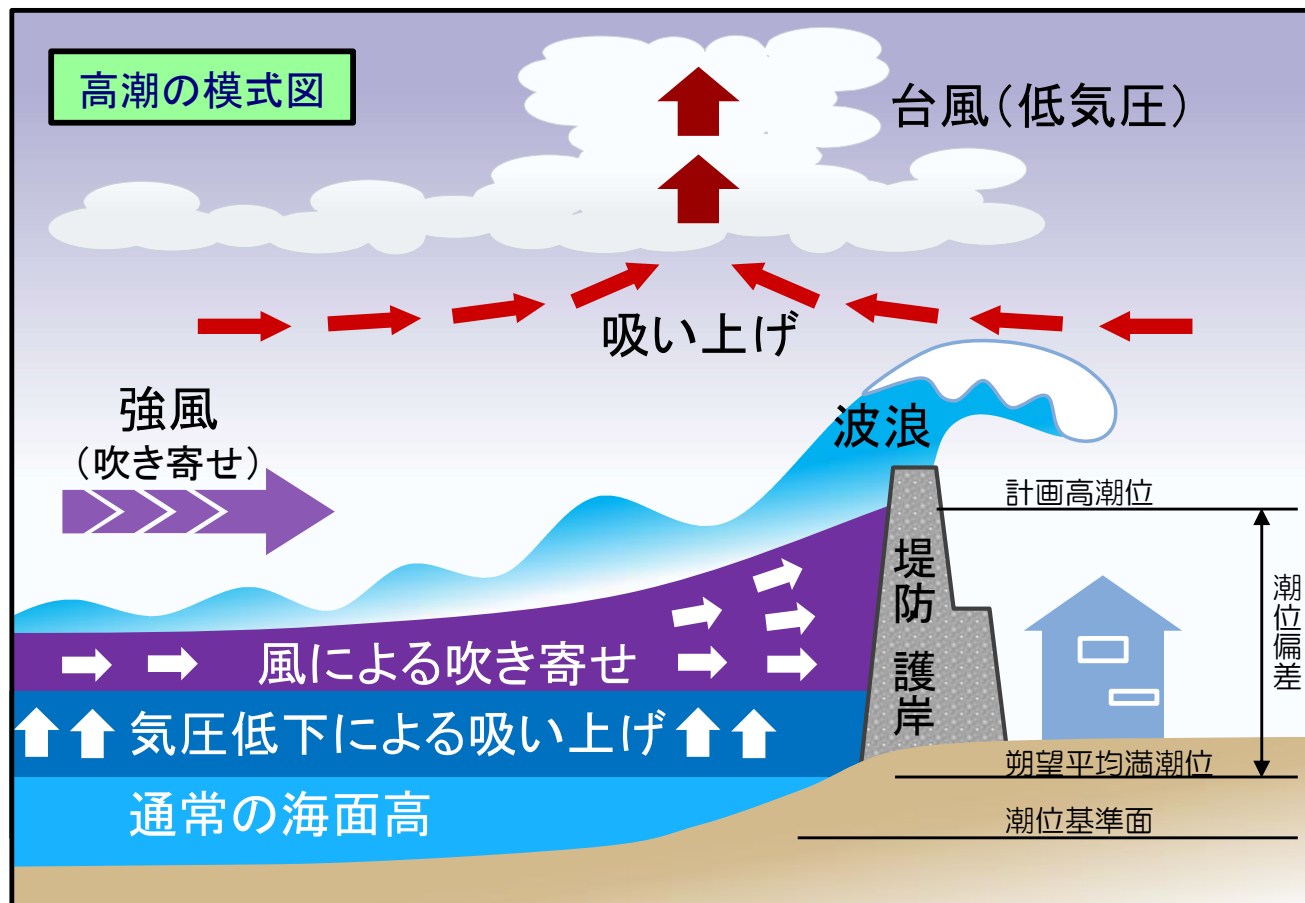 高潮の模式図
台風（低気圧）
吸い上げ
強風
（吹き寄せ）
波浪
計画高潮位
堤防
護岸
潮位偏差
風による吹き寄せ
気圧低下による吸い上げ
朔望平均満潮位
通常の海面高
潮位基準面